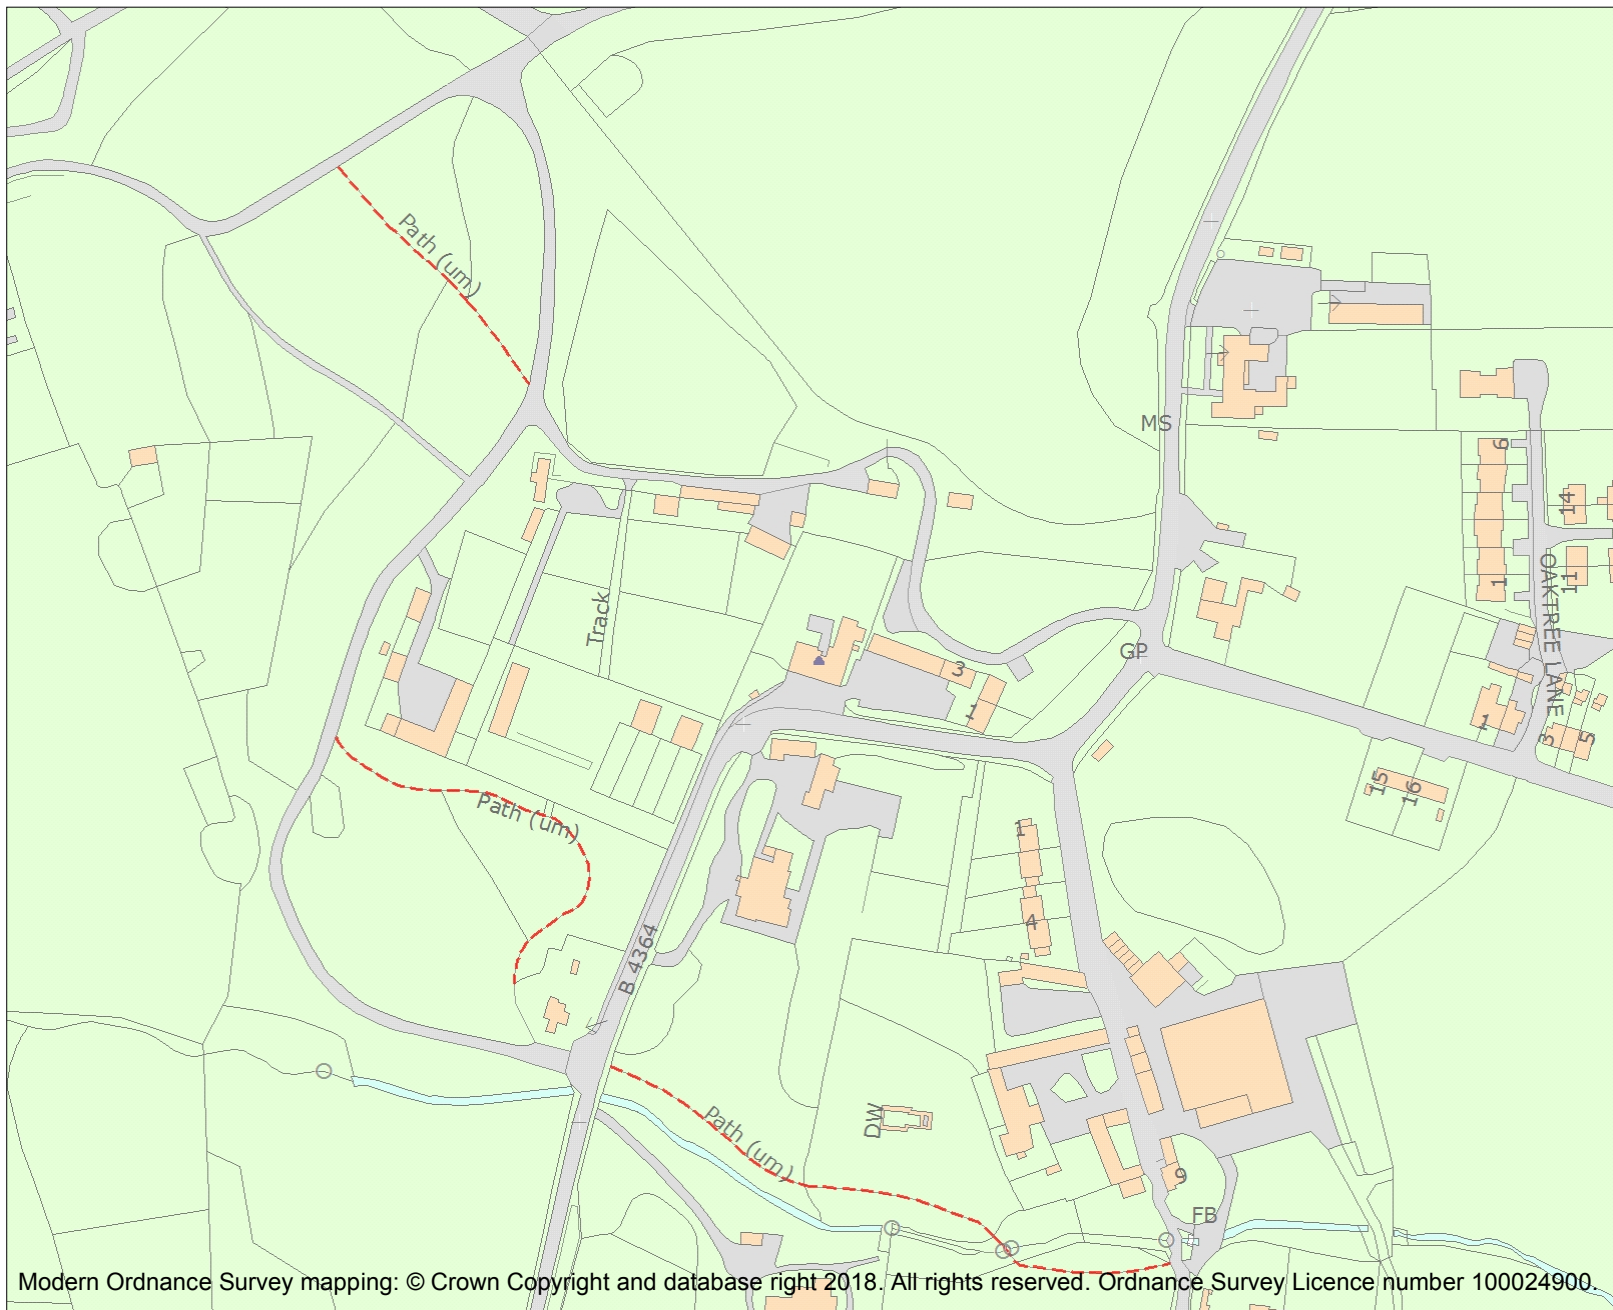 Path (um)
MS
6
14
11
1
OAKTREE LANE
Track
GP
3
1
1
3
5
15
16
Path (um)
1
4
B 4364
DW
Path (um)
9
FB
Modern Ordnance Survey mapping: © Crown Copyright and database right 2018. All rights reserved. Ordnance Survey Licence number 100024900.